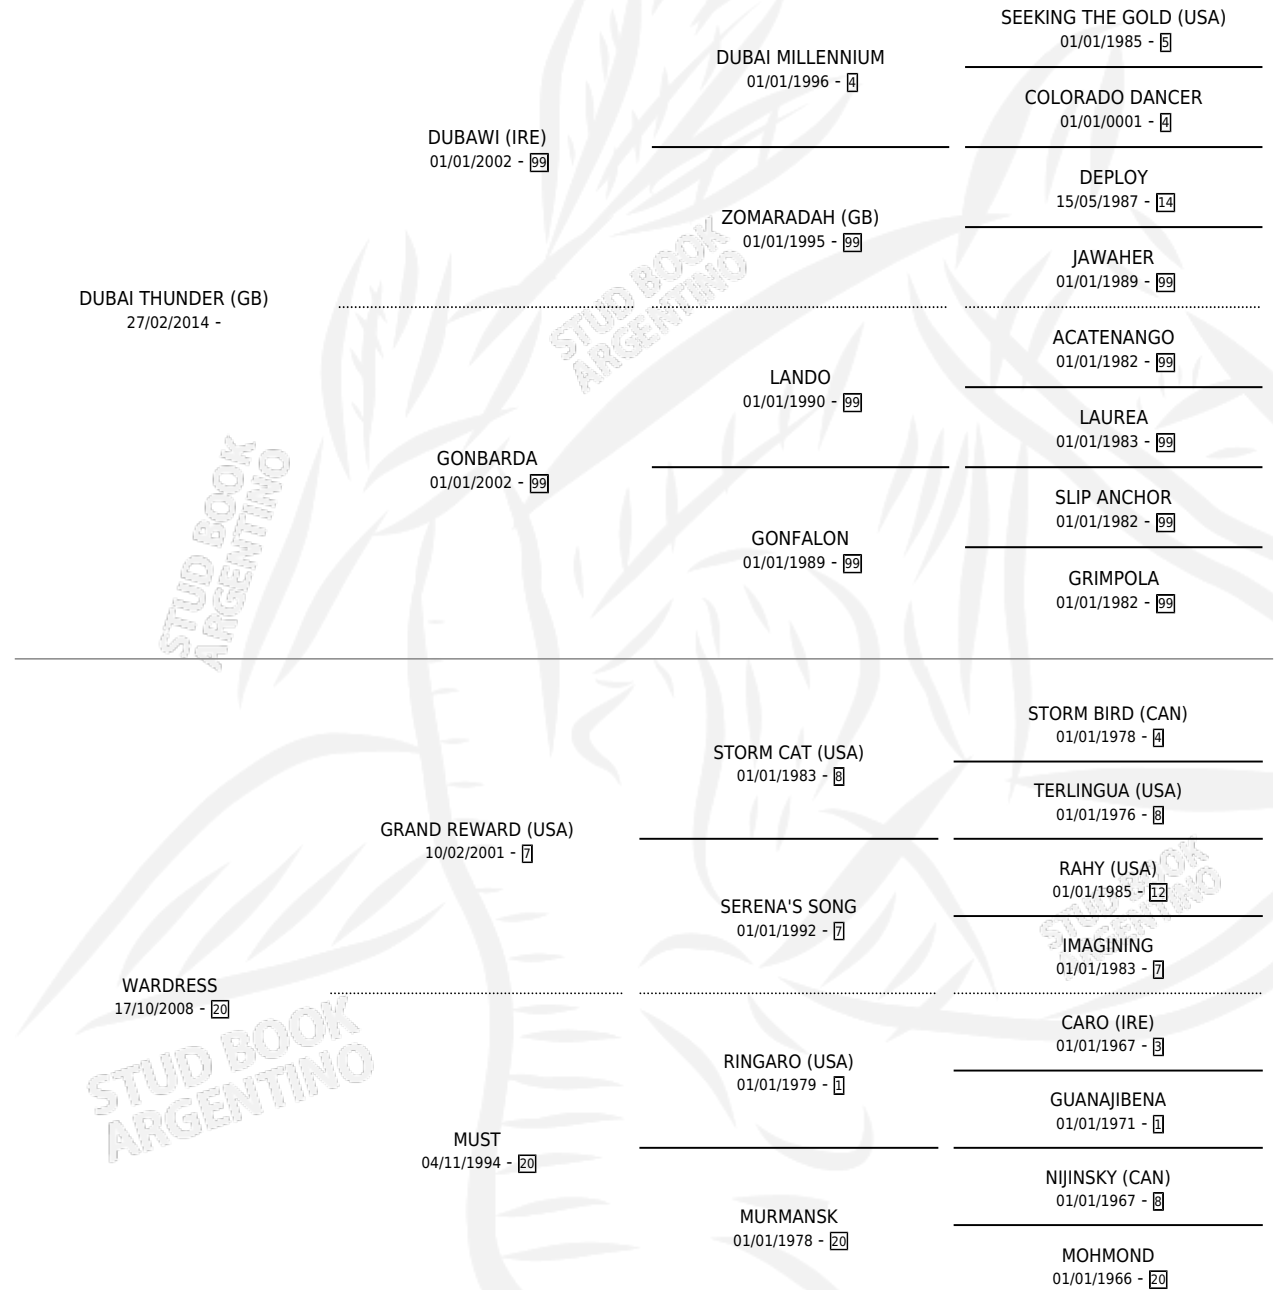 SEEKING THE GOLD (USA)
01/01/1985 - 5
DUBAI MILLENNIUM
01/01/1996 - 4
COLORADO DANCER
01/01/0001 - 4
DUBAWI (IRE)
01/01/2002 - 99
DEPLOY
15/05/1987 - 14
ZOMARADAH (GB)
01/01/1995 - 99
JAWAHER
01/01/1989 - 99
DUBAI THUNDER (GB)
27/02/2014 -
STUD BOOK
ARGENTINO
ACATENANGO
01/01/1982 - 99
LANDO
01/01/1990 - 99
LAUREA
01/01/1983 - 99
GONBARDA
01/01/2002 - 99
SLIP ANCHOR
01/01/1982 - 99
GONFALON
01/01/1989 - 99
GRIMPOLA
01/01/1982 - 99
STUD BOOK
ARGENTINO
STORM BIRD (CAN)
01/01/1978 - 4
STORM CAT (USA)
01/01/1983 - 8
TERLINGUA (USA)
01/01/1976 - 8
GRAND REWARD (USA)
10/02/2001 - 7
RAHY (USA)
01/01/1985 - 12
SERENA'S SONG
01/01/1992 - 7
STUD BOOK
ARGENTINO
IMAGINING
01/01/1983 - 7
WARDRESS
17/10/2008 - 20
CARO (IRE)
01/01/1967 - 3
STUD BOOK
ARGENTINO
RINGARO (USA)
01/01/1979 - 1
GUANAJIBENA
01/01/1971 - 1
MUST
04/11/1994 - 20
NIJINSKY (CAN)
01/01/1967 - 8
MURMANSK
01/01/1978 - 20
MOHMOND
01/01/1966 - 20